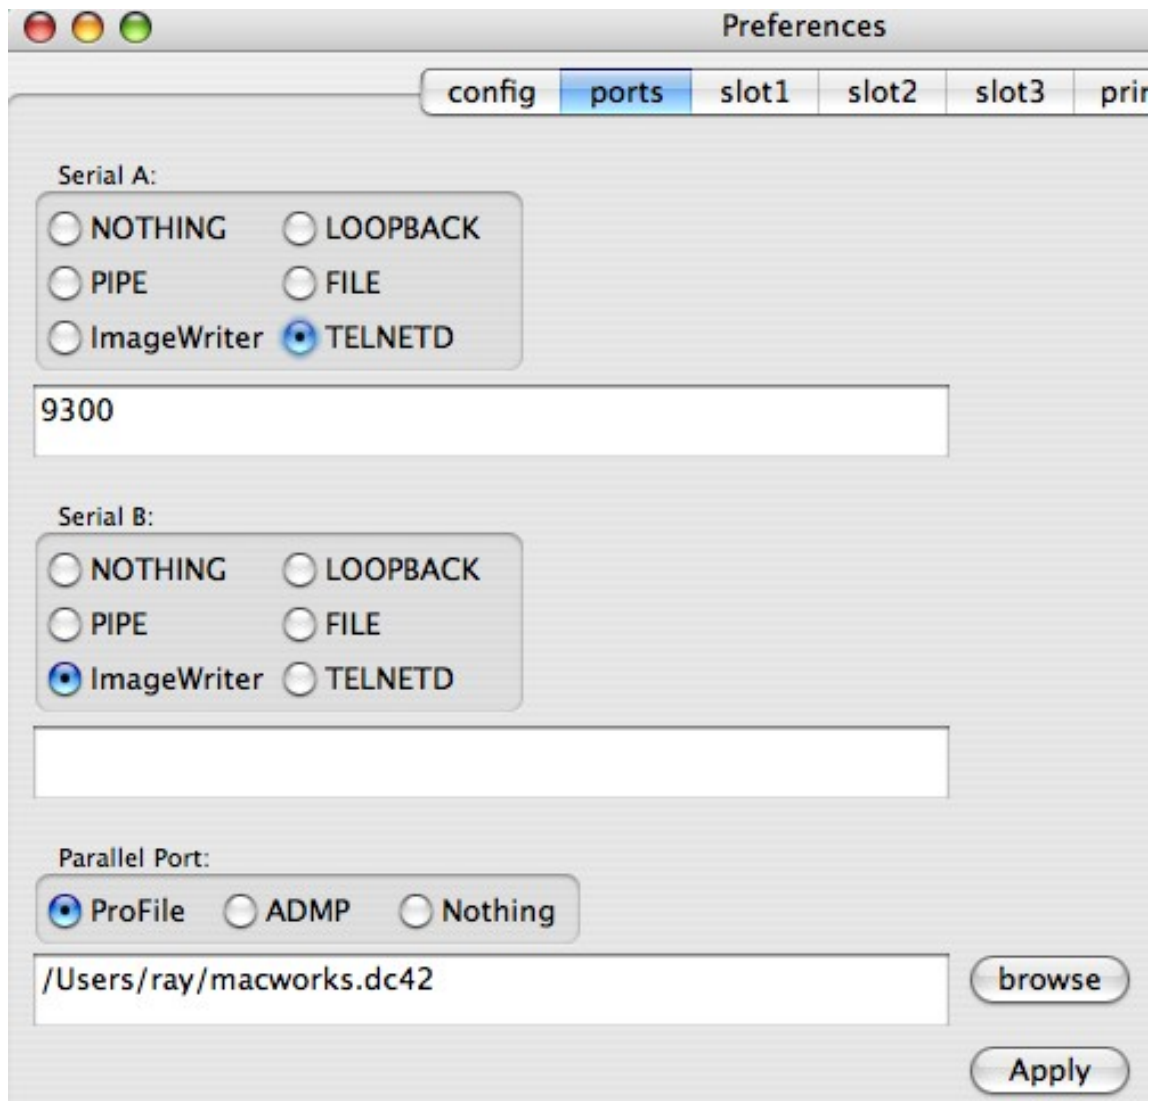 Preferences
config ports slot1 slot2 slot3
Serial A:
NOTHING LOOPBACK
PIPE FILE
ImageWriter TELNETD
9300
Serial B:
NOTHING LOOPBACK
PIPE FILE
ImageWriter TELNETD
Parallel Port:
ProFile ADMP Nothing
/Users/ray/macworks.dc42 browse
Apply